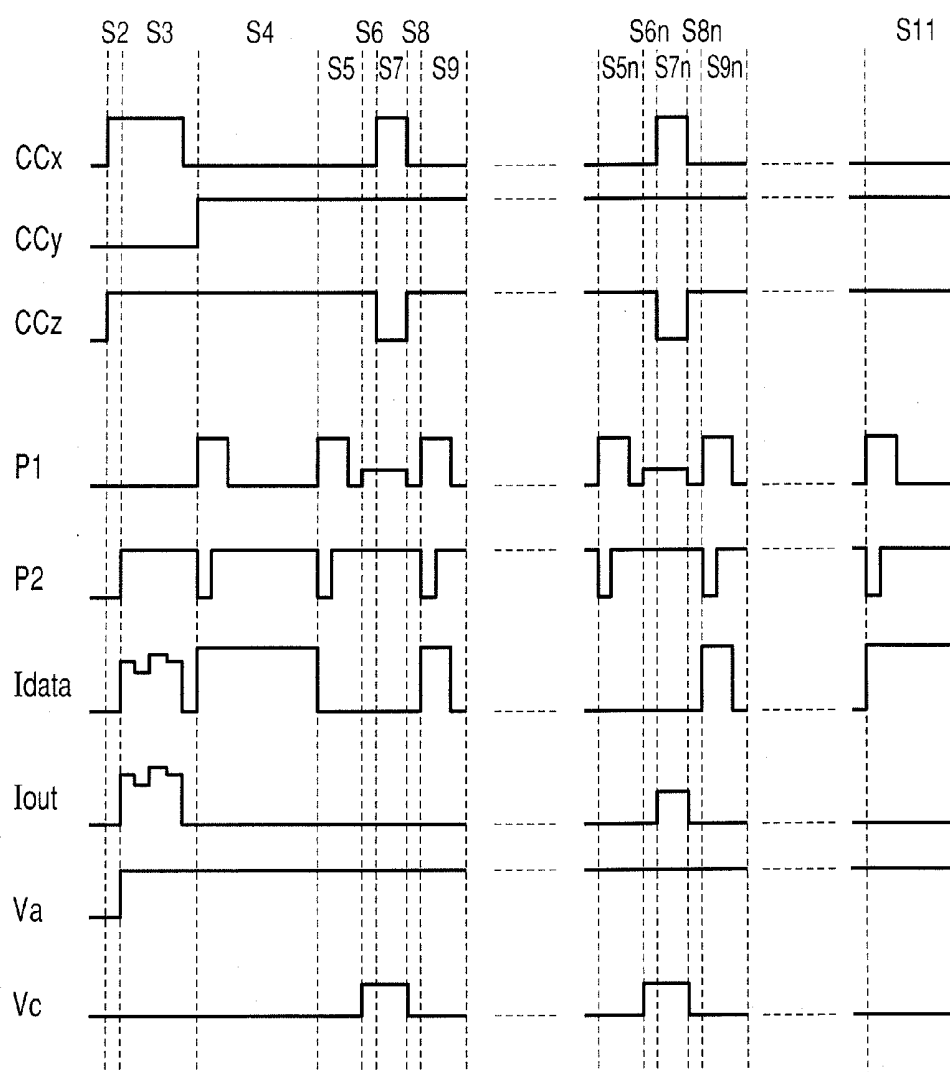 S2 S3 S4 S6 S8 S6n S8n S11
S5 S7 S9 S5n S7n S9n
CCx
CCy
CCz
P1
P2
Idata
Iout
Va
Vc